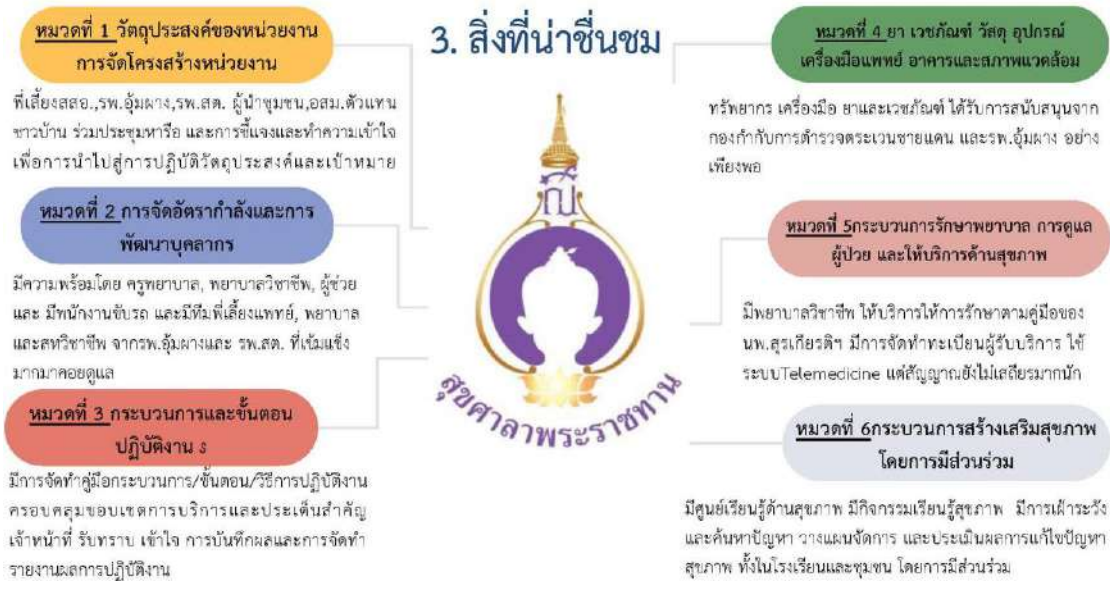 3. สิ่งที่น่าชื่นชม
หมวดที่ 1 วัตถุประสงค์ของหน่วยงาน
การจัดโครงสร้างหน่วยงาน
พี่เลี้ยงสสอ.,รพ.อุ้มผาง,รพ.สต. ผู้นำชุมชน,อสม.ตัวแทน
ชาวบ้าน ร่วมประชุมหารือ และการชี้แจงและทำความเข้าใจ
เพื่อการนำไปสู่การปฏิบัติวัตถุประสงค์และเป้าหมาย
หมวดที่ 2 การจัดอัตรากำลังและการ
พัฒนาบุคลากร
มีความพร้อมโดย ครูพยาบาล, พยาบาลวิชาชีพ, ผู้ช่วย
และ มีพนักงานขับรถ และมีทีมพี่เลี้ยงแพทย์, พยาบาล
และสหวิชาชีพ จากรพ.อุ้มผางและ รพ.สต. ที่เข้มแข็ง
มากมาคอยดูแล
หมวดที่ 3 กระบวนการและขั้นตอน
ปฏิบัติงาน s
มีการจัดทำคู่มือกระบวนการ/ขั้นตอน/วิธีการปฏิบัติงาน
ครอบคลุมขอบเขตการบริการและประเด็นสำคัญ
เจ้าหน้าที่ รับทราบ เข้าใจ การบันทึกผลและการจัดทำ
รายงานผลการปฏิบัติงาน
สุขศาลาพระราชทาน
หมวดที่ 4 ยา เวชภัณฑ์ วัสดุ อุปกรณ์
เครื่องมือแพทย์ อาคารและสภาพแวดล้อม
ทรัพยากร เครื่องมือ ยาและเวชภัณฑ์ ได้รับการสนับสนุนจาก
กองกำกับการตำรวจตระเวนชายแดน และรพ.อุ้มผาง อย่าง
เพียงพอ
หมวดที่ 5กระบวนการรักษาพยาบาล การดูแล
ผู้ป่วย และให้บริการด้านสุขภาพ
มีพยาบาลวิชาชีพ ให้บริการให้การรักษาตามคู่มือของ
นพ.สุรเกียรติฯ มีการจัดทำทะเบียนผู้รับบริการ ใช้
ระบบTelemedicine แต่สัญญาณยังไม่เสถียรมากนัก
หมวดที่ 6กระบวนการสร้างเสริมสุขภาพ
โดยการมีส่วนร่วม
มีศูนย์เรียนรู้ด้านสุขภาพ มีกิจกรรมเรียนรู้สุขภาพ มีการเฝ้าระวัง
และค้นหาปัญหา วางแผนจัดการ และประเมินผลการแก้ไขปัญหา
สุขภาพ ทั้งในโรงเรียนและชุมชน โดยการมีส่วนร่วม